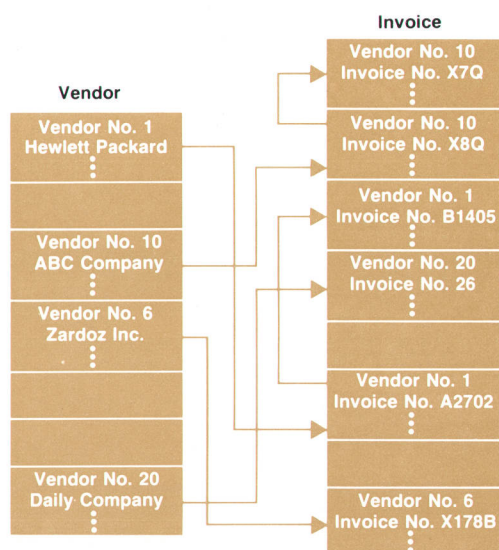 Vendor
Vendor No. 1
Hewlett Packard
Vendor No. 10
ABC Company
Vendor No. 6
Zardoz Inc.
Vendor No. 20
Daily Company
Invoice
Vendor No. 10
Invoice No. X7Q
Vendor No. 10
Invoice No. X8Q
Vendor No. 1
Invoice No. B1405
Vendor No. 20
Invoice No. 26
Vendor No. 1
Invoice No. A2702
Vendor No. 6
Invoice No. X178B